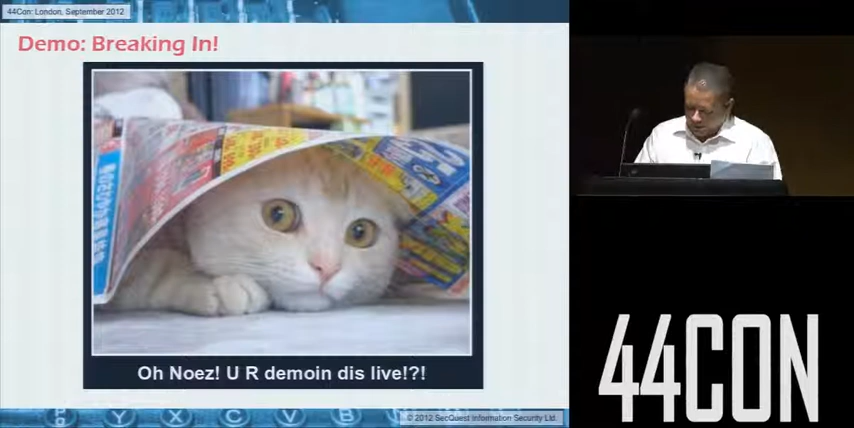 44Con: London, September 2012
Demo: Breaking In!
Oh Noez! U R demoin dis live!?!
Y X C V B
© 2012 SecQuest Information Security Ltd.
44CON